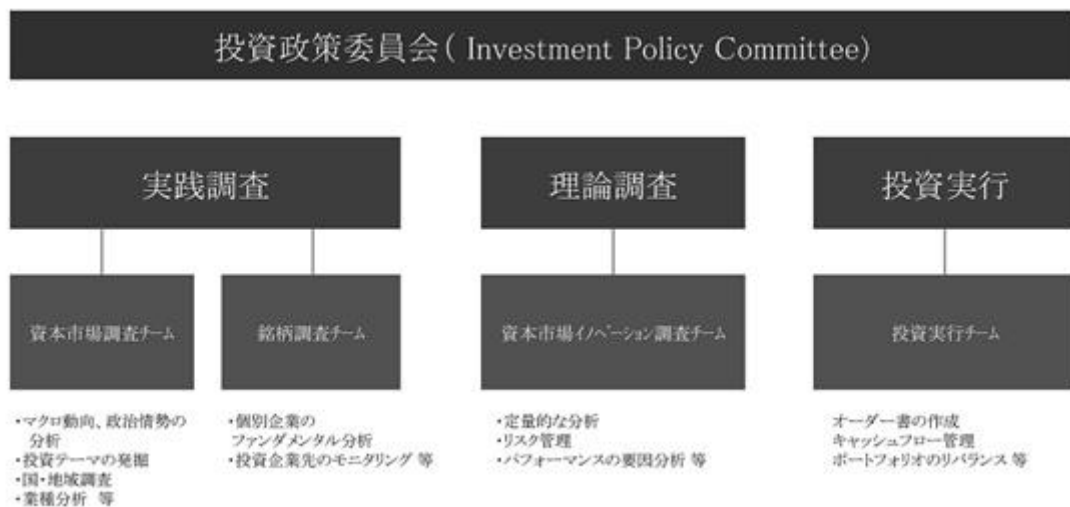 投資政策委員会( Investment Policy Committee)
実践調査
理論調査
投資実行
資本市場調査チーム
銘柄調査チーム
資本市場イノベーション調査チーム
投資実行チーム
・マクロ動向、政治情勢の
分析
・投資テーマの発掘
・国・地域調査
・業種分析 等
・個別企業の
ファンダメンタル分析
・投資企業先のモニタリング 等
・定量的な分析
・リスク管理
・パフォーマンスの要因分析 等
オーダー書の作成
キャッシュフロー管理
ポートフォリオのリバランス 等